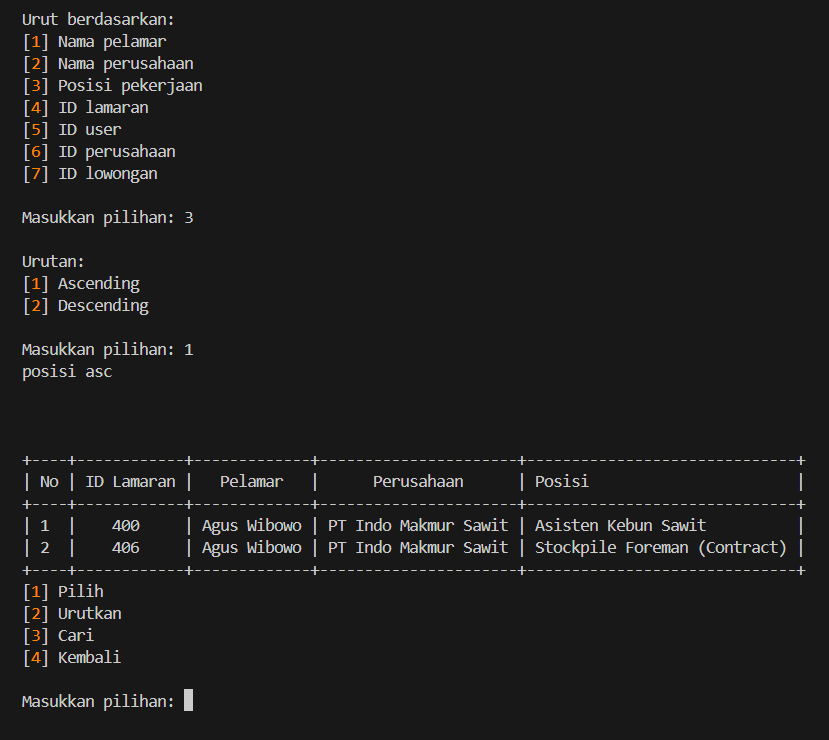 Urut berdasarkan:
[1] Nama pelamar
[2] Nama perusahaan
[3] Posisi pekerjaan
[4] ID lamaran
[5] ID user
[6] ID perusahaan
[7] ID lowongan
Masukkan pilihan: 3
Urutan:
[1] Ascending
[2] Descending
Masukkan pilihan: 1
posisi asc
+----+------------+-------------+----------------------+------------------------------+
| No | ID Lamaran |   Pelamar   |      Perusahaan      | Posisi                       |
+----+------------+-------------+----------------------+------------------------------+
| 1  |    400     | Agus Wibowo | PT Indo Makmur Sawit | Asisten Kebun Sawit          |
| 2  |    406     | Agus Wibowo | PT Indo Makmur Sawit | Stockpile Foreman (Contract) |
+----+------------+-------------+----------------------+------------------------------+
[1] Pilih
[2] Urutkan
[3] Cari
[4] Kembali
Masukkan pilihan: